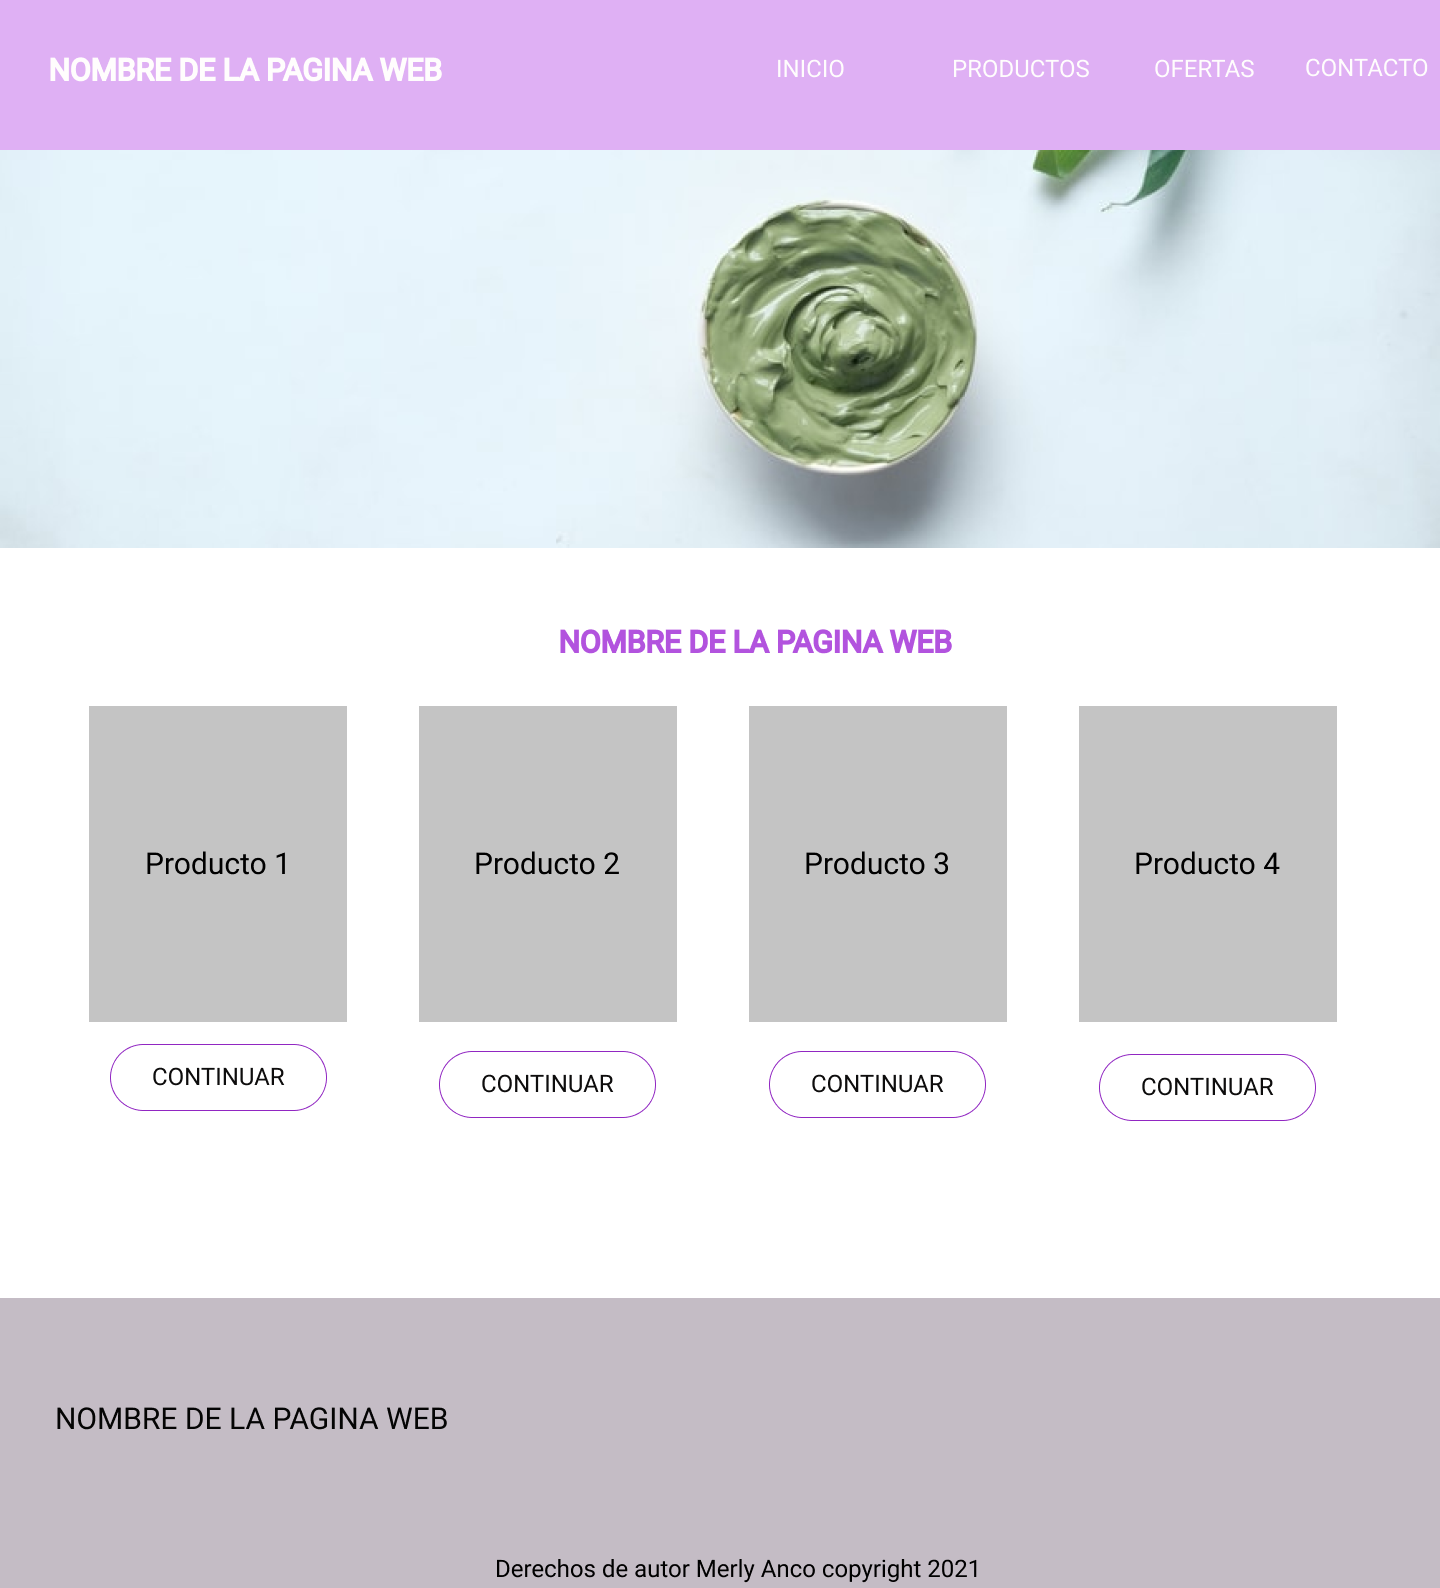 NOMBRE DE LA PAGINA WEB
INICIO PRODUCTOS OFERTAS CONTACTO
NOMBRE DE LA PAGINA WEB
Producto 1 Producto 2 Producto 3 Producto 4
CONTINUAR CONTINUAR CONTINUAR CONTINUAR
NOMBRE DE LA PAGINA WEB
Derechos de autor Merly Anco copyright 2021